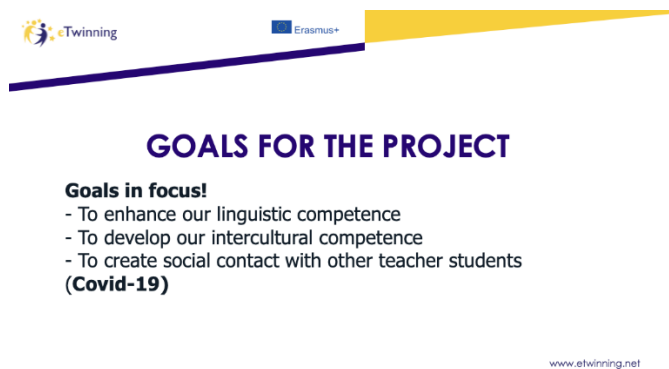 eTwinning
Erasmus+
GOALS FOR THE PROJECT
Goals in focus!
- To enhance our linguistic competence
- To develop our intercultural competence
- To create social contact with other teacher students
(Covid-19)
www.etwinning.net